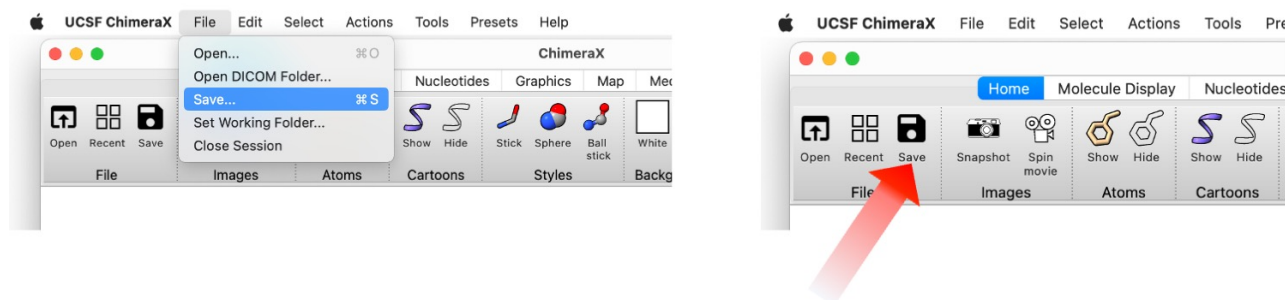 UCSF ChimeraX File Edit Select Actions Tools Presets Help
ChimeraX
Open... ⌘O
Open DICOM Folder...
Save... ⌘S
Set Working Folder...
Close Session
Nucleotides Graphics Map
Open Recent Save
Show Hide
Stick Sphere Ball stick
White
File Images Atoms Cartoons Styles
UCSF ChimeraX File Edit Select Actions Tools
Home Molecule Display Nucleotides
Open Recent Save
Snapshot Spin movie
Show Hide
Show Hide
Images Atoms Cartoons